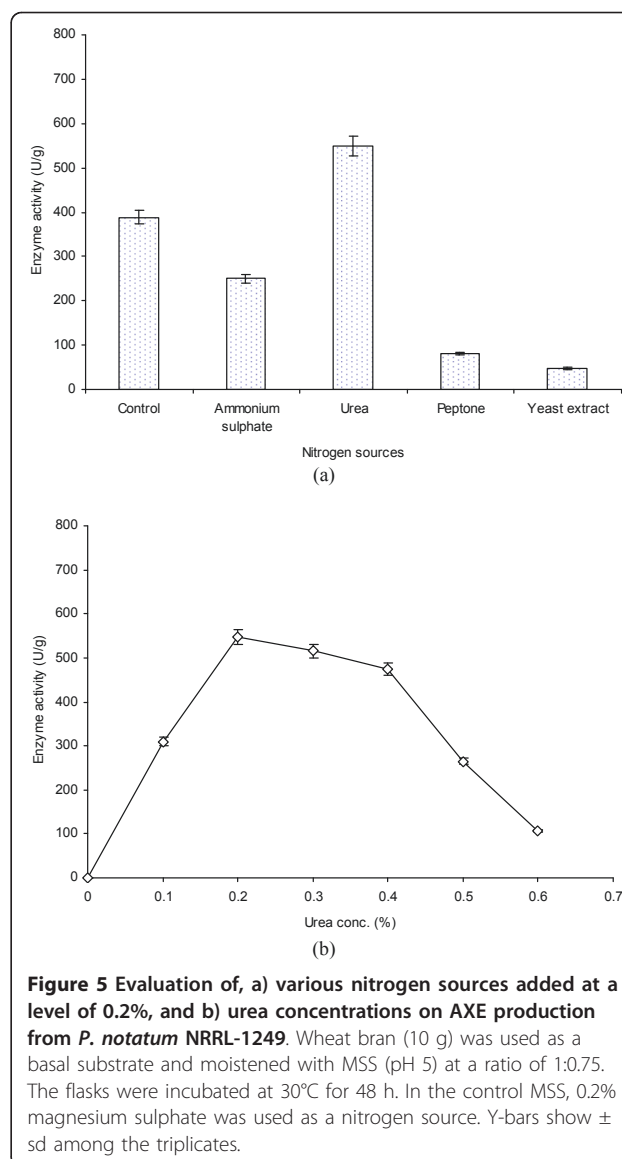 800
700
600
500
400
300
200
100
0
Enzyme activity (U/g)
Control
Ammonium
sulphate
Urea
Peptone
Yeast extract
Nitrogen sources
(a)
800
700
600
500
400
300
200
100
0
Enzyme activity (U/g)
0 0.1 0.2 0.3 0.4 0.5 0.6 0.7
Urea conc. (%)
(b)
Figure 5 Evaluation of, a) various nitrogen sources added at a
level of 0.2%, and b) urea concentrations on AXE production
from P. notatum NRRL-1249. Wheat bran (10 g) was used as a
basal substrate and moistened with MSS (pH 5) at a ratio of 1:0.75.
The flasks were incubated at 30°C for 48 h. In the control MSS, 0.2%
magnesium sulphate was used as a nitrogen source. Y-bars show ±
sd among the triplicates.